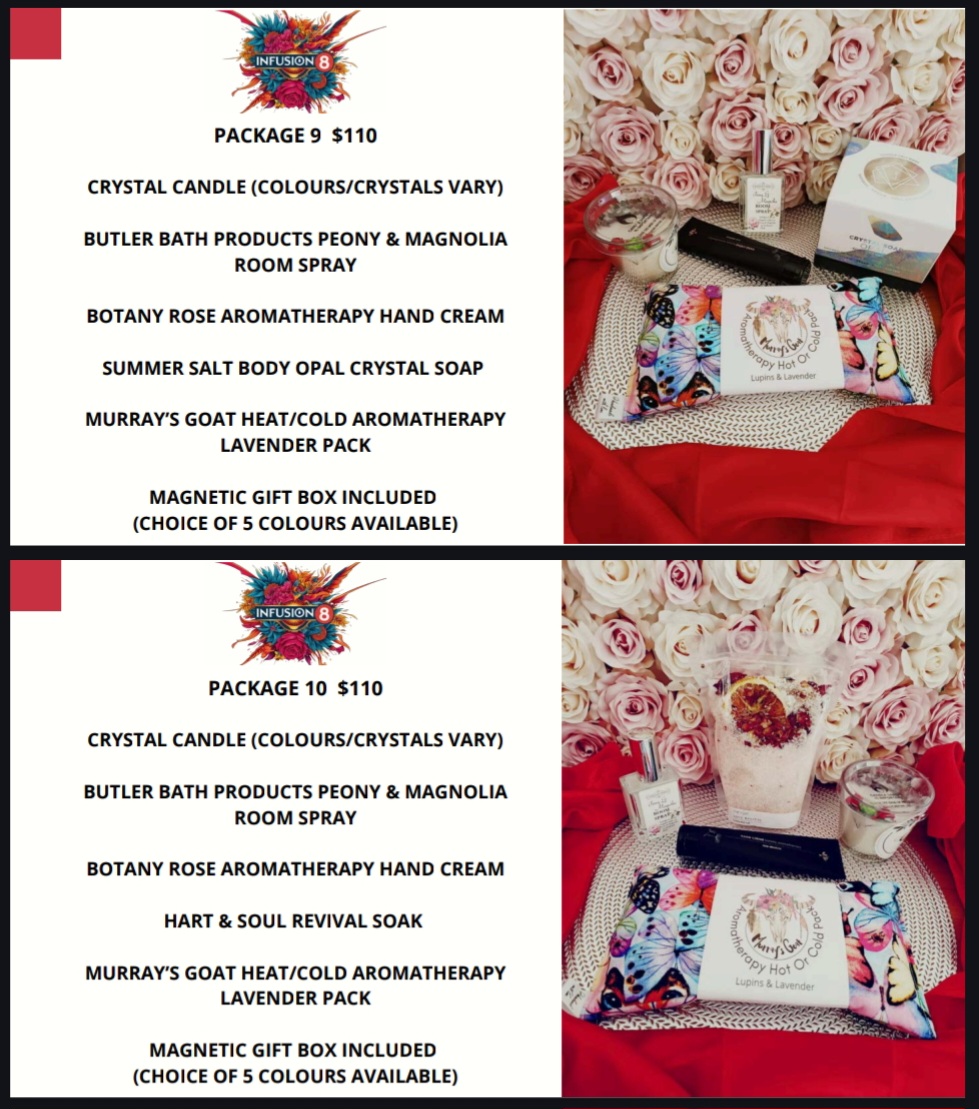 INFUSION 8
PACKAGE 9 $110
CRYSTAL CANDLE (COLOURS/CRYSTALS VARY)
BUTLER BATH PRODUCTS PEONY & MAGNOLIA
ROOM SPRAY
BOTANY ROSE AROMATHERAPY HAND CREAM
SUMMER SALT BODY OPAL CRYSTAL SOAP
MURRAY’S GOAT HEAT/COLD AROMATHERAPY
LAVENDER PACK
MAGNETIC GIFT BOX INCLUDED
(CHOICE OF 5 COLOURS AVAILABLE)
ROOM
SPRAY
Murray's Goat
Aromatherapy Hot Or Cold Pack
Lupins & Lavender
INFUSION 8
PACKAGE 10 $110
CRYSTAL CANDLE (COLOURS/CRYSTALS VARY)
BUTLER BATH PRODUCTS PEONY & MAGNOLIA
ROOM SPRAY
BOTANY ROSE AROMATHERAPY HAND CREAM
HART & SOUL REVIVAL SOAK
MURRAY’S GOAT HEAT/COLD AROMATHERAPY
LAVENDER PACK
MAGNETIC GIFT BOX INCLUDED
(CHOICE OF 5 COLOURS AVAILABLE)
ROOM
SPRAY
Murray's Goat
Aromatherapy Hot Or Cold Pack
Lupins & Lavender